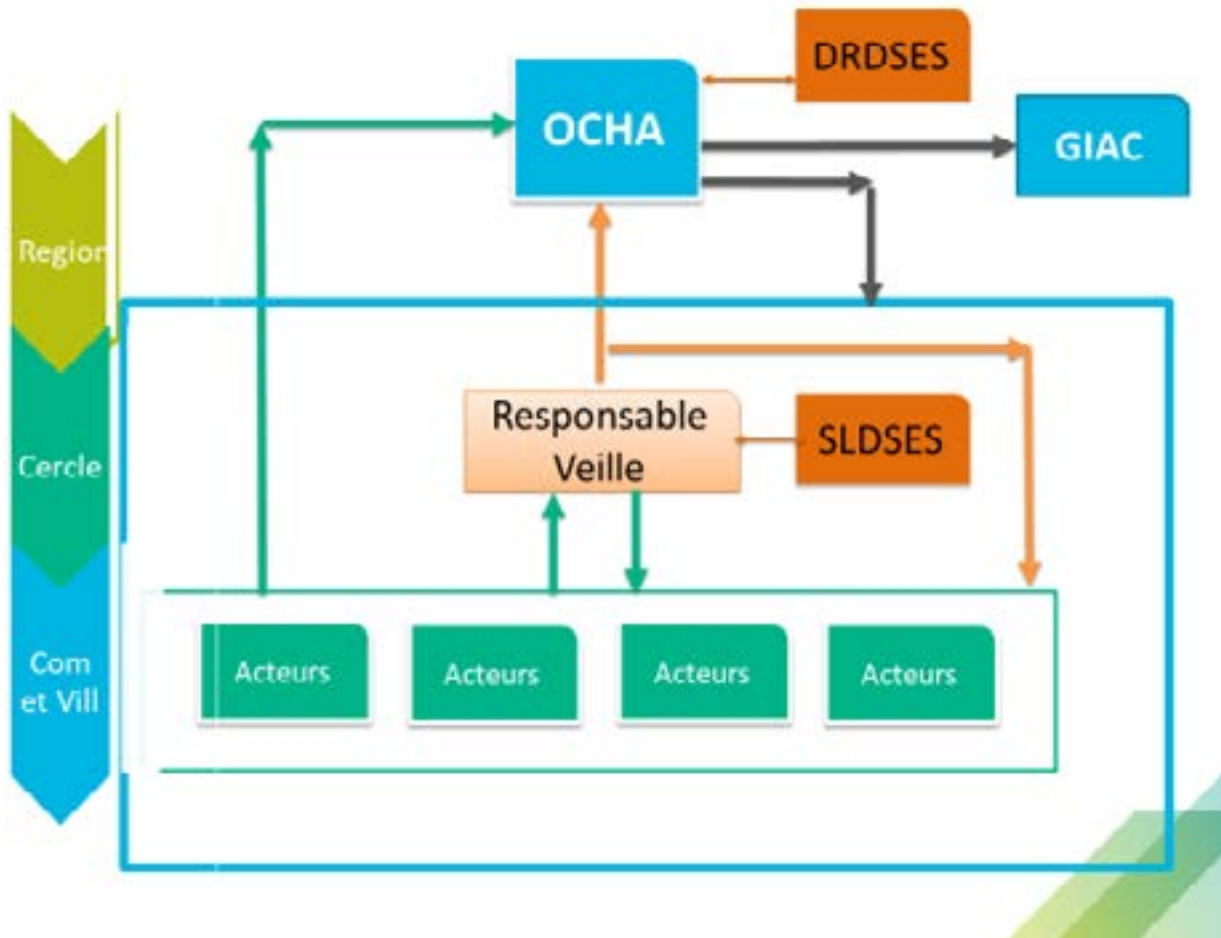 DRDSES
OCHA
GIAC
Region
Responsable
Veille
SLDSES
Cercle
Com
et Vill
Acteurs
Acteurs
Acteurs
Acteurs